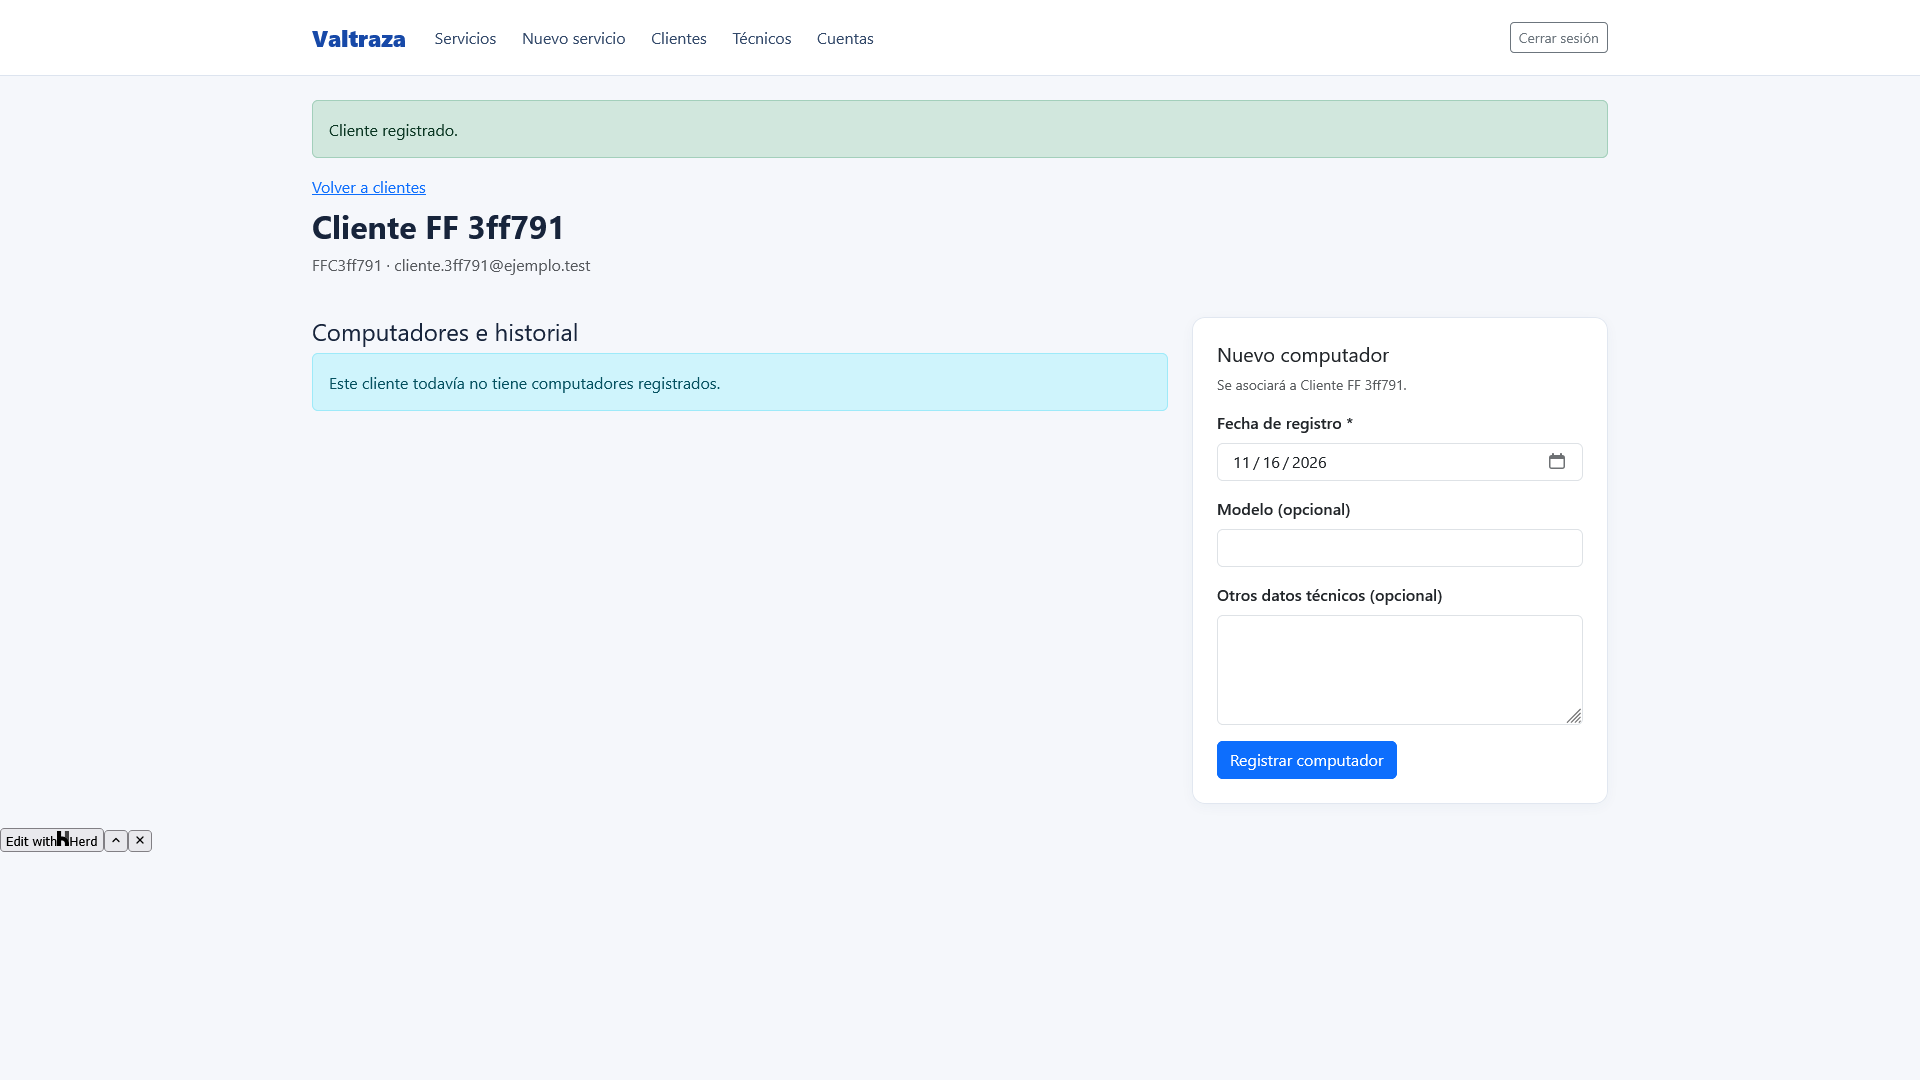 Valtraza Servicios Nuevo servicio Clientes Técnicos Cuentas Cerrar sesión
Cliente registrado.
Volver a clientes
Cliente FF 3ff791
FFC3ff791 · cliente.3ff791@ejemplo.test
Computadores e historial
Este cliente todavía no tiene computadores registrados.
Nuevo computador
Se asociará a Cliente FF 3ff791.
Fecha de registro *
11/16/2026
Modelo (opcional)
Otros datos técnicos (opcional)
Registrar computador
Edit with Herd